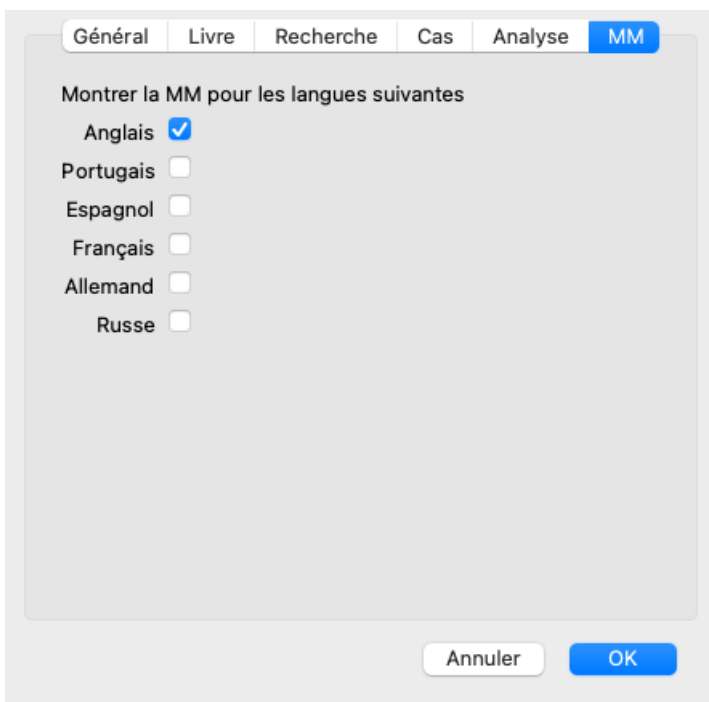 Général Livre Recherche Cas Analyse MM
Montrer la MM pour les langues suivantes
Anglais
Portugais
Espagnol
Français
Allemand
Russe
Annuler OK